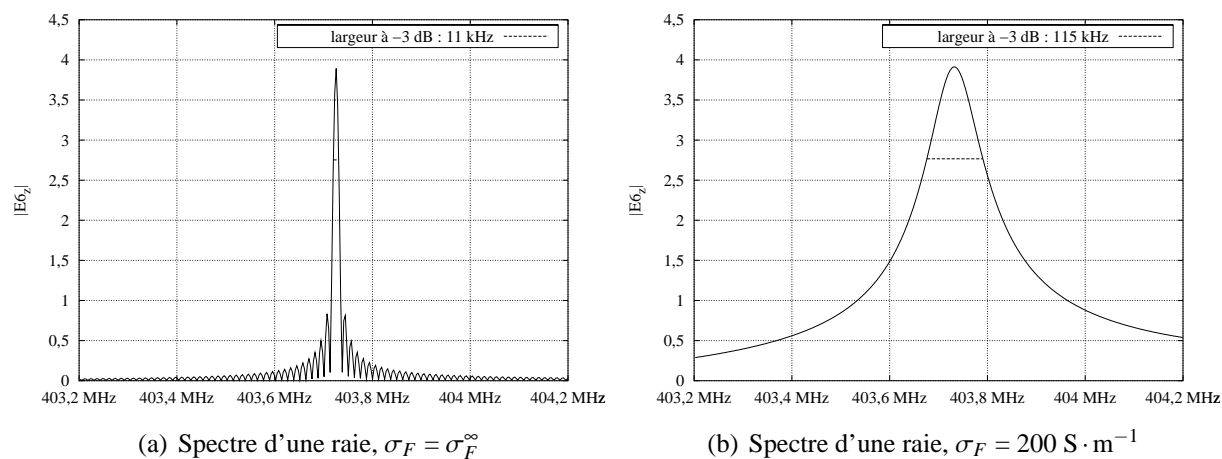 4,5
4
3,5
3
2,5
2
1,5
1
0,5
0
|E6z|
largeur à −3 dB : 11 kHz
403,2 MHz 403,4 MHz 403,6 MHz 403,8 MHz 404 MHz 404,2 MHz
(a) Spectre d'une raie, σF = σF∞
4,5
4
3,5
3
2,5
2
1,5
1
0,5
0
|E6z|
largeur à −3 dB : 115 kHz
403,2 MHz 403,4 MHz 403,6 MHz 403,8 MHz 404 MHz 404,2 MHz
(b) Spectre d'une raie, σF = 200 S·m−1